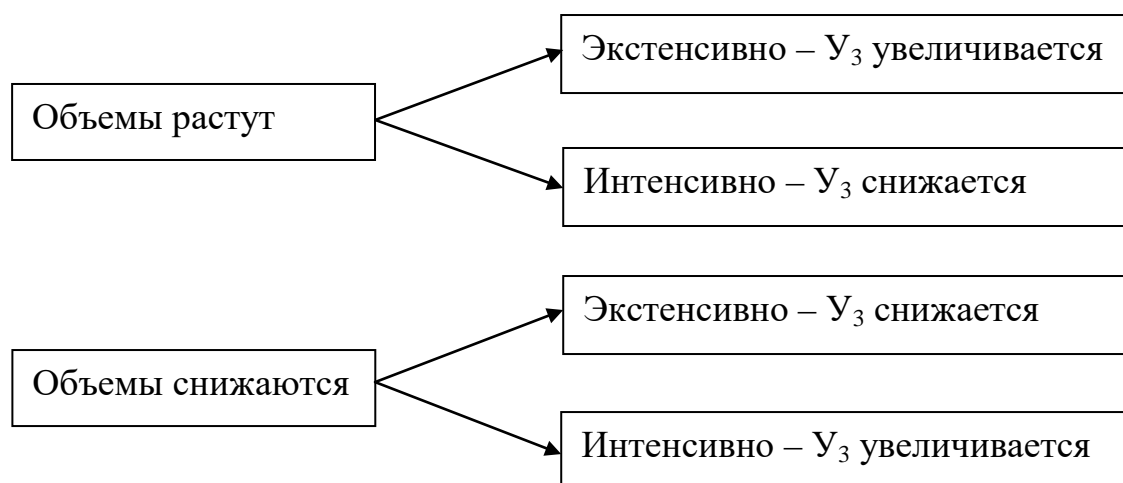 Экстенсивно – У₃ увеличивается
Объемы растут
Интенсивно – У₃ снижается
Экстенсивно – У₃ снижается
Объемы снижаются
Интенсивно – У₃ увеличивается